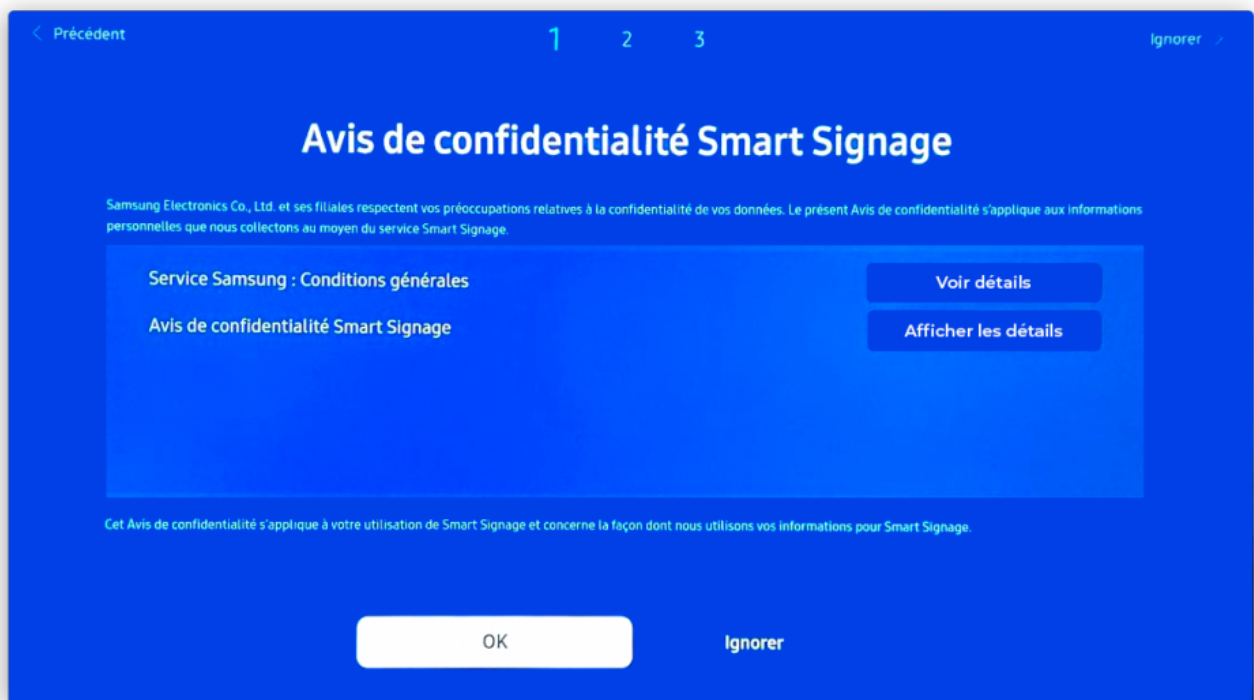 Précédent
1 2 3
Ignorer
Avis de confidentialité Smart Signage
Samsung Electronics Co., Ltd. et ses filiales respectent vos préoccupations relatives à la confidentialité de vos données. Le présent Avis de confidentialité s'applique aux informations
personnelles que nous collectons au moyen du service Smart Signage.
Service Samsung : Conditions générales
Voir détails
Avis de confidentialité Smart Signage
Afficher les détails
Cet Avis de confidentialité s'applique à votre utilisation de Smart Signage et concerne la façon dont nous utilisons vos informations pour Smart Signage.
OK
Ignorer